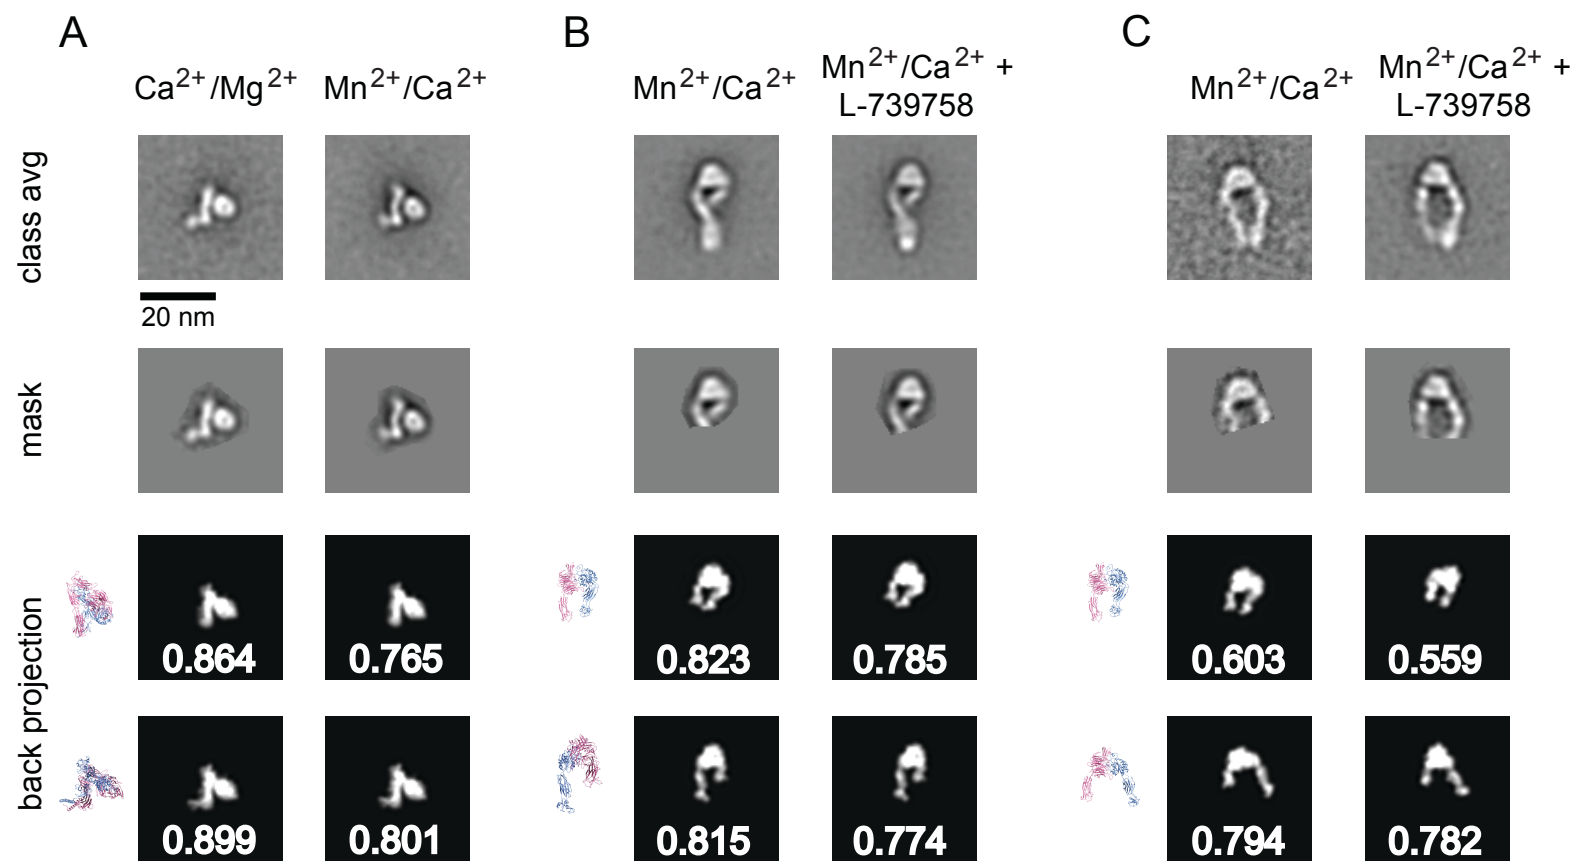 A
B
C
Ca²⁺/Mg²⁺
Mn²⁺/Ca²⁺
Mn²⁺/Ca²⁺
Mn²⁺/Ca²⁺ +
L-739758
Mn²⁺/Ca²⁺
Mn²⁺/Ca²⁺ +
L-739758
class avg
20 nm
mask
back projection
0.864
0.765
0.823
0.785
0.603
0.559
0.899
0.801
0.815
0.774
0.794
0.782